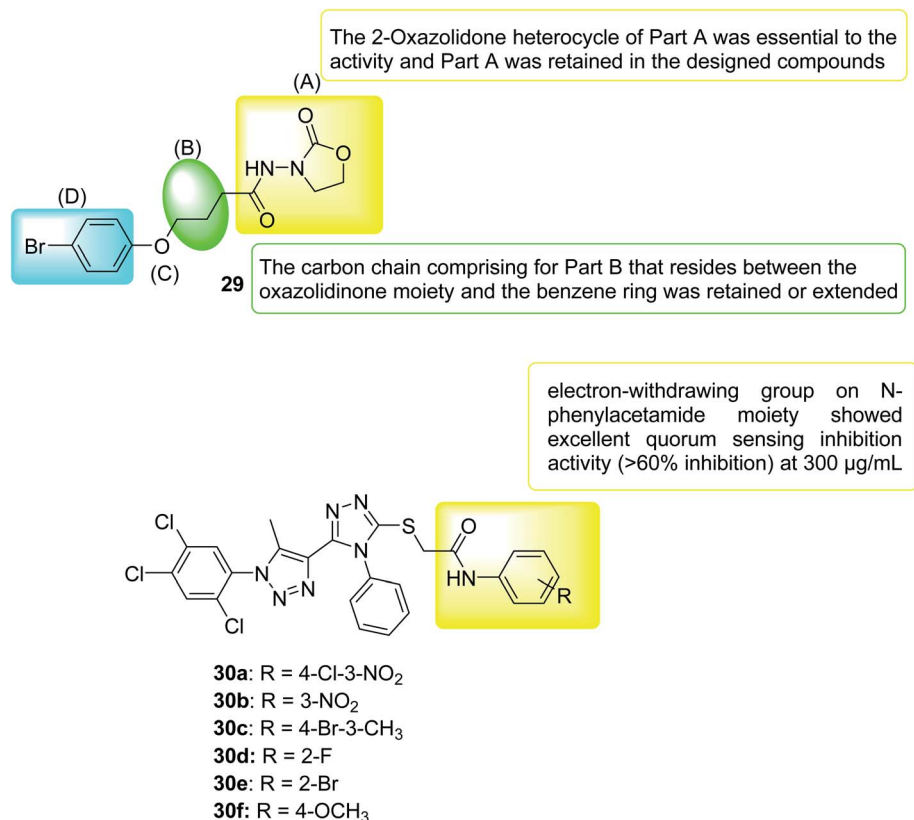 The 2-Oxazolidone heterocycle of Part A was essential to the
activity and Part A was retained in the designed compounds
(A)
O
(B)
HN
N
O
(D)
O
Br
O
(C)
29
The carbon chain comprising for Part B that resides between the
oxazolidinone moiety and the benzene ring was retained or extended
electron-withdrawing group on N-
phenylacetamide moiety showed
excellent quorum sensing inhibition
activity (>60% inhibition) at 300 µg/mL
N N
Cl
S
O
N
Cl
N
HN
N N
R
Cl
30a: R = 4-Cl-3-NO₂
30b: R = 3-NO₂
30c: R = 4-Br-3-CH₃
30d: R = 2-F
30e: R = 2-Br
30f: R = 4-OCH₃